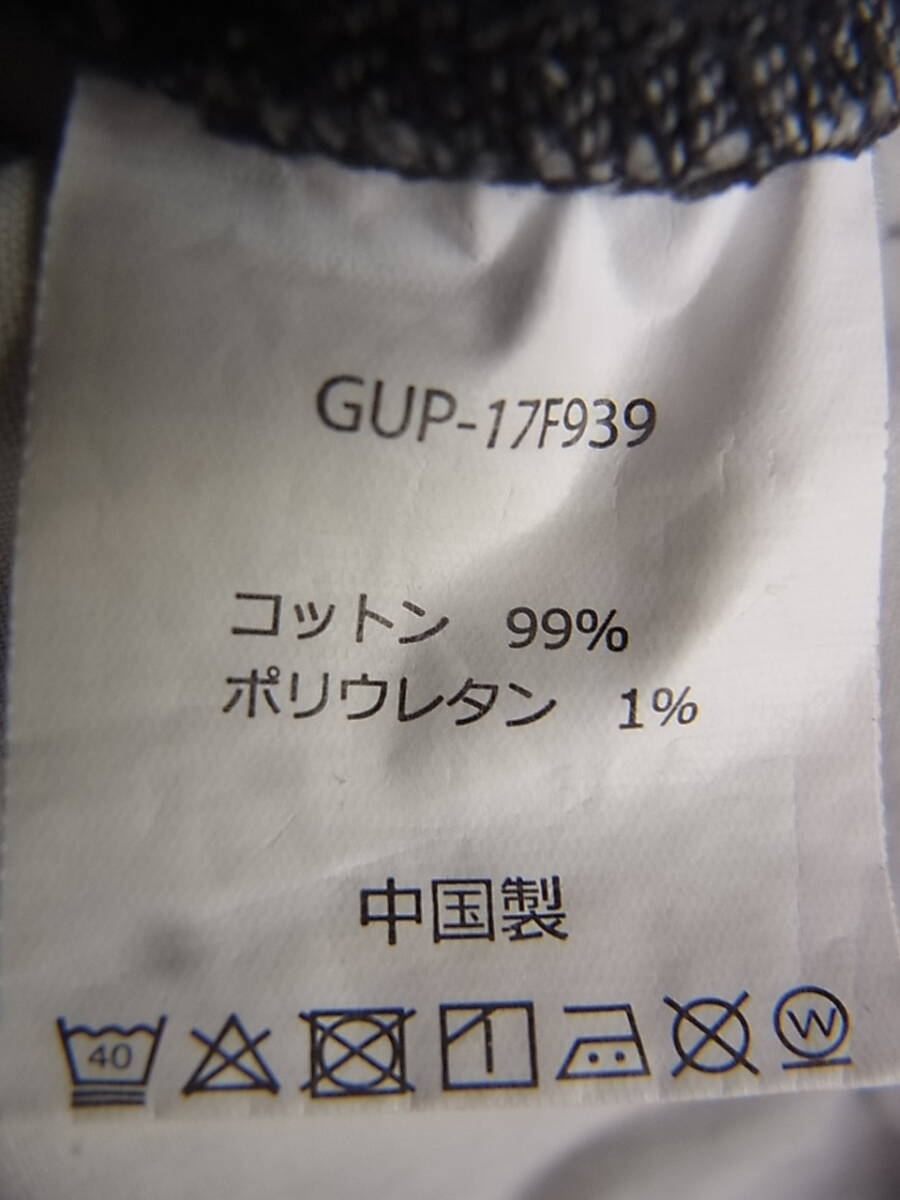 GUP-17F939
コットン 99%
ポリウレタン 1%
中国製
40 W